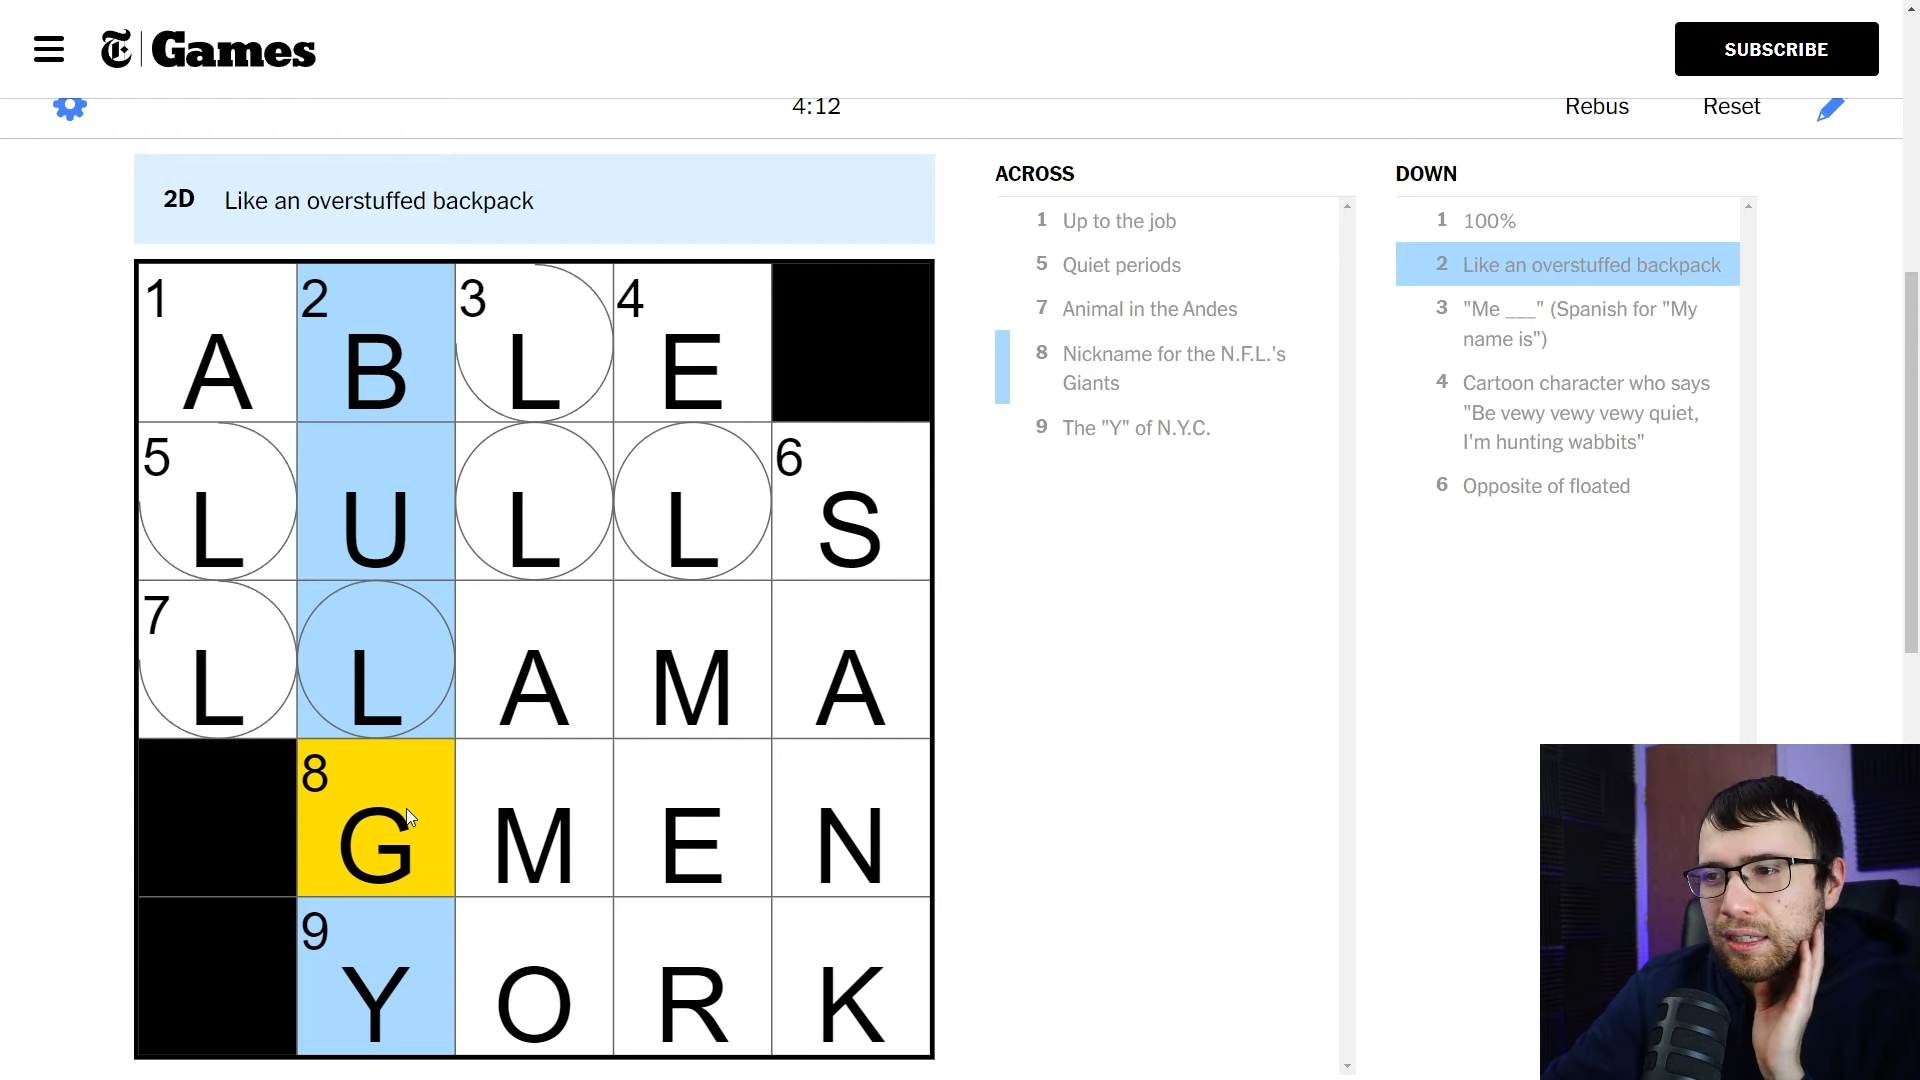 T Games
SUBSCRIBE
4:12
Rebus
Reset
2D Like an overstuffed backpack
1 A 2 B 3 L 4 E
5 L U L L 6 S
7 L L A M A
8 G M E N
9 Y O R K
ACROSS
1 Up to the job
5 Quiet periods
7 Animal in the Andes
8 Nickname for the N.F.L.'s
Giants
9 The "Y" of N.Y.C.
DOWN
1 100%
2 Like an overstuffed backpack
3 "Me ___" (Spanish for "My
name is")
4 Cartoon character who says
"Be vewy vewy vewy quiet,
I'm hunting wabbits"
6 Opposite of floated